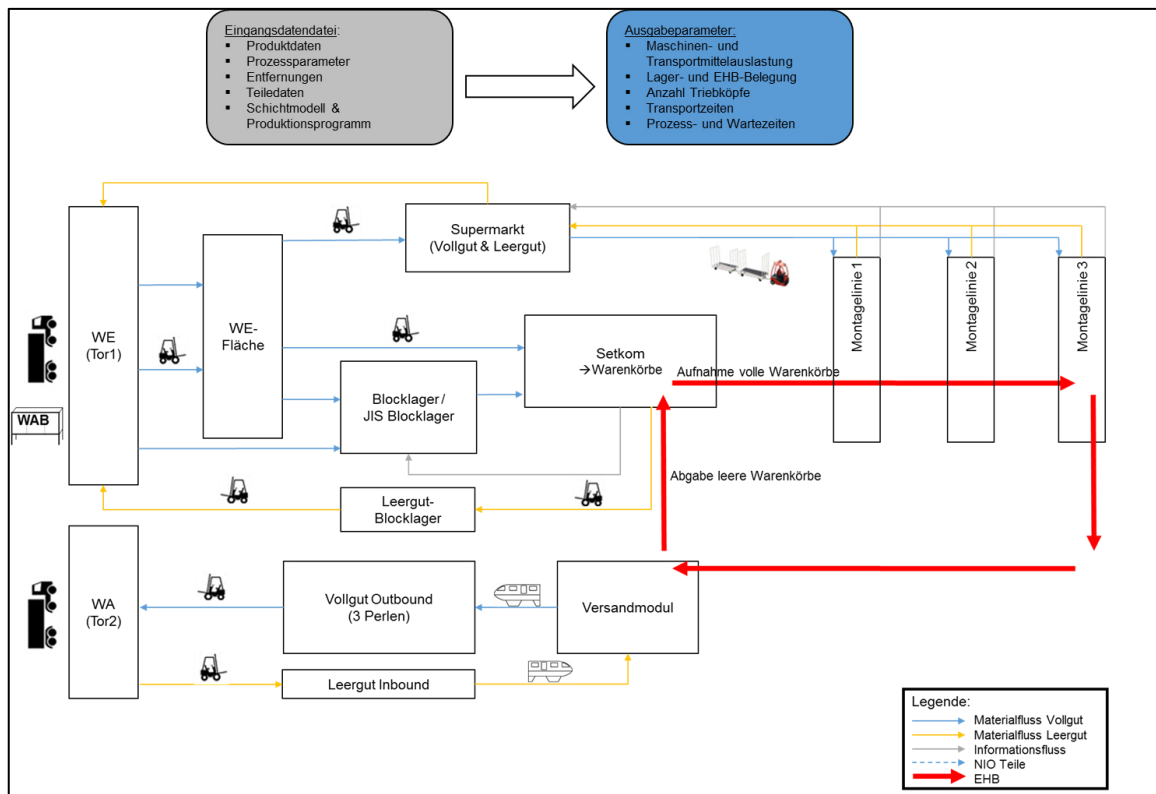 Eingangsdatendatei:
▪ Produktdaten
▪ Prozessparameter
▪ Entfernungen
▪ Teiledaten
▪ Schichtmodell &
Produktionsprogramm
Ausgabeparameter:
▪ Maschinen- und
Transportmittelauslastung
▪ Lager- und EHB-Belegung
▪ Anzahl Triebköpfe
▪ Transportzeiten
▪ Prozess- und Wartezeiten
WE
(Tor1)
WAB
WE-
Fläche
Supermarkt
(Vollgut & Leergut)
Blocklager /
JIS Blocklager
Setkom
→Warenkörbe
Montagelinie 1
Montagelinie 2
Montagelinie 3
Aufnahme volle Warenkörbe
Abgabe leere Warenkörbe
Leergut-
Blocklager
WA
(Tor2)
Vollgut Outbound
(3 Perlen)
Versandmodul
Leergut Inbound
Legende:
Materialfluss Vollgut
Materialfluss Leergut
Informationsfluss
NIO Teile
EHB